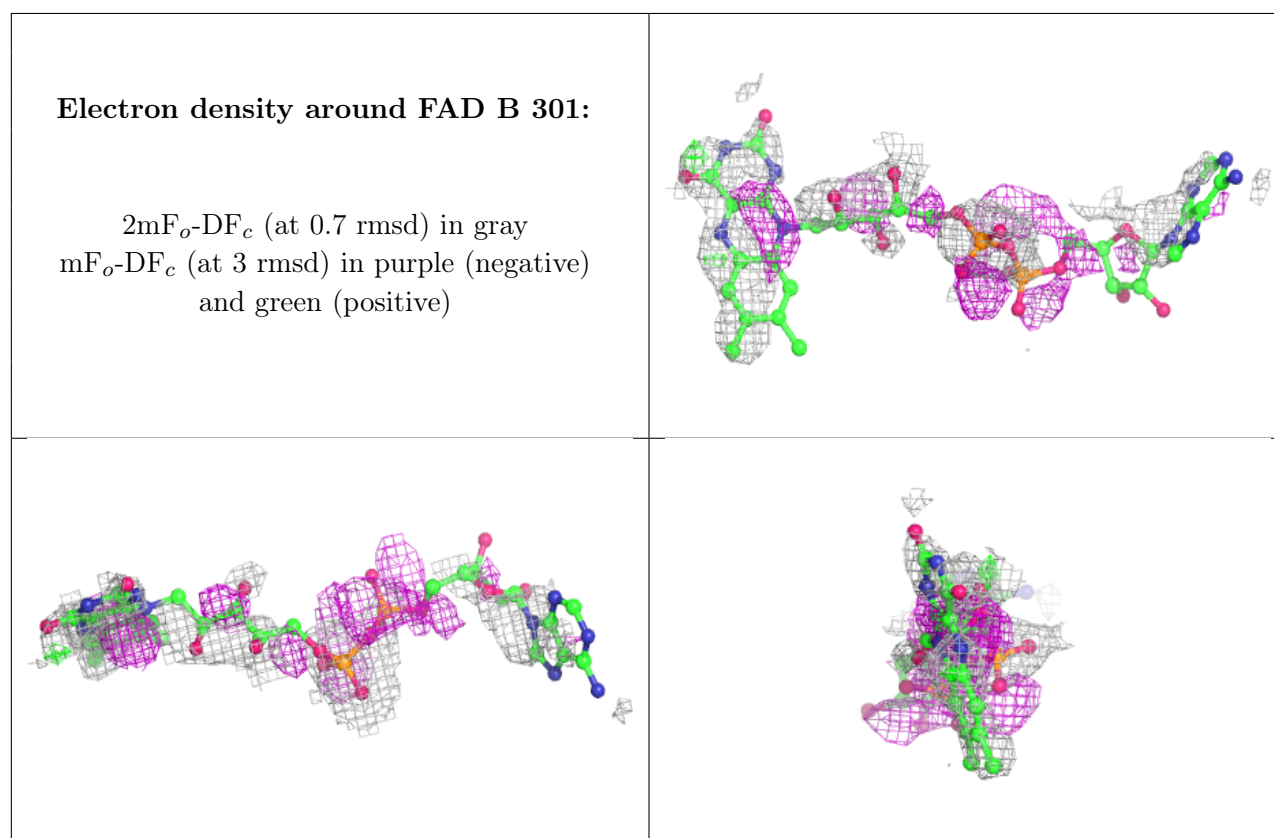 Electron density around FAD B 301:
2mFo-DFc (at 0.7 rmsd) in gray
mFo-DFc (at 3 rmsd) in purple (negative)
and green (positive)